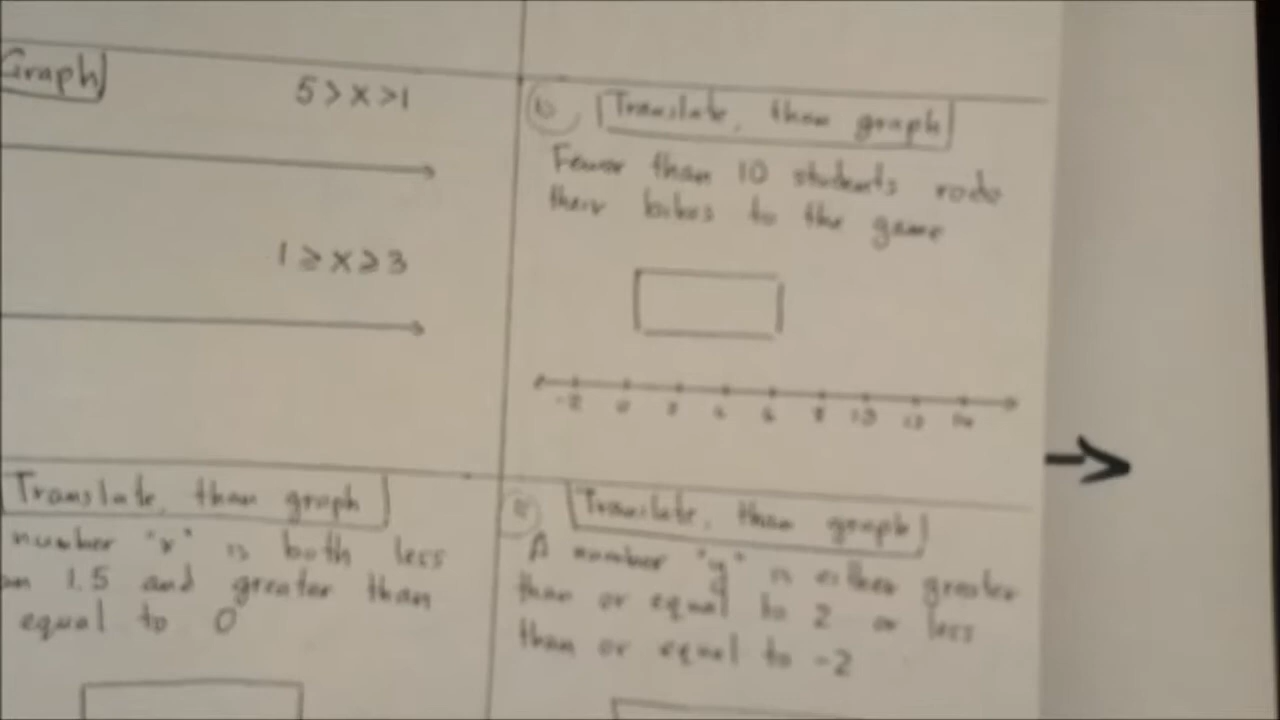 Graph
5 > x > 1
1 ≥ x ≥ 3
6 Translate, then graph
Fewer than 10 students rode
their bikes to the game
-2 0 2 4 6 8 10 12 14
Translate, then graph
number "x" is both less
an 1.5 and greater than
equal to 0
Translate, then graph
A number "y" is either greater
than or equal to 2 or less
than or equal to -2